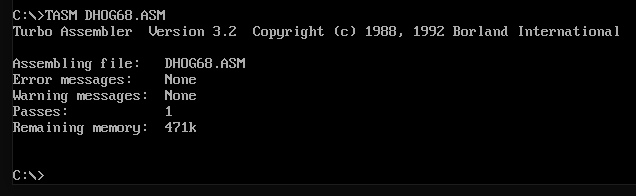 C:\>TASM DHOG68.ASM
Turbo Assembler  Version 3.2  Copyright (c) 1988, 1992 Borland International
Assembling file:   DHOG68.ASM
Error messages:    None
Warning messages:  None
Passes:            1
Remaining memory:  471k
C:\>